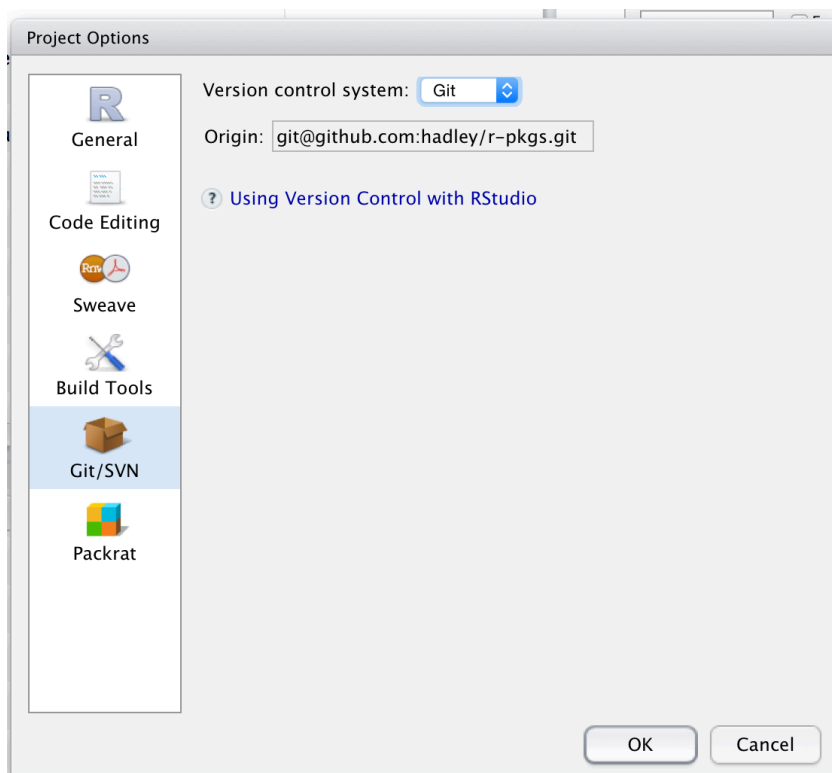 Project Options
General
Code Editing
Rnw
Sweave
Build Tools
Git/SVN
Packrat
Version control system: Git
Origin: git@github.com:hadley/r-pkgs.git
? Using Version Control with RStudio
OK
Cancel